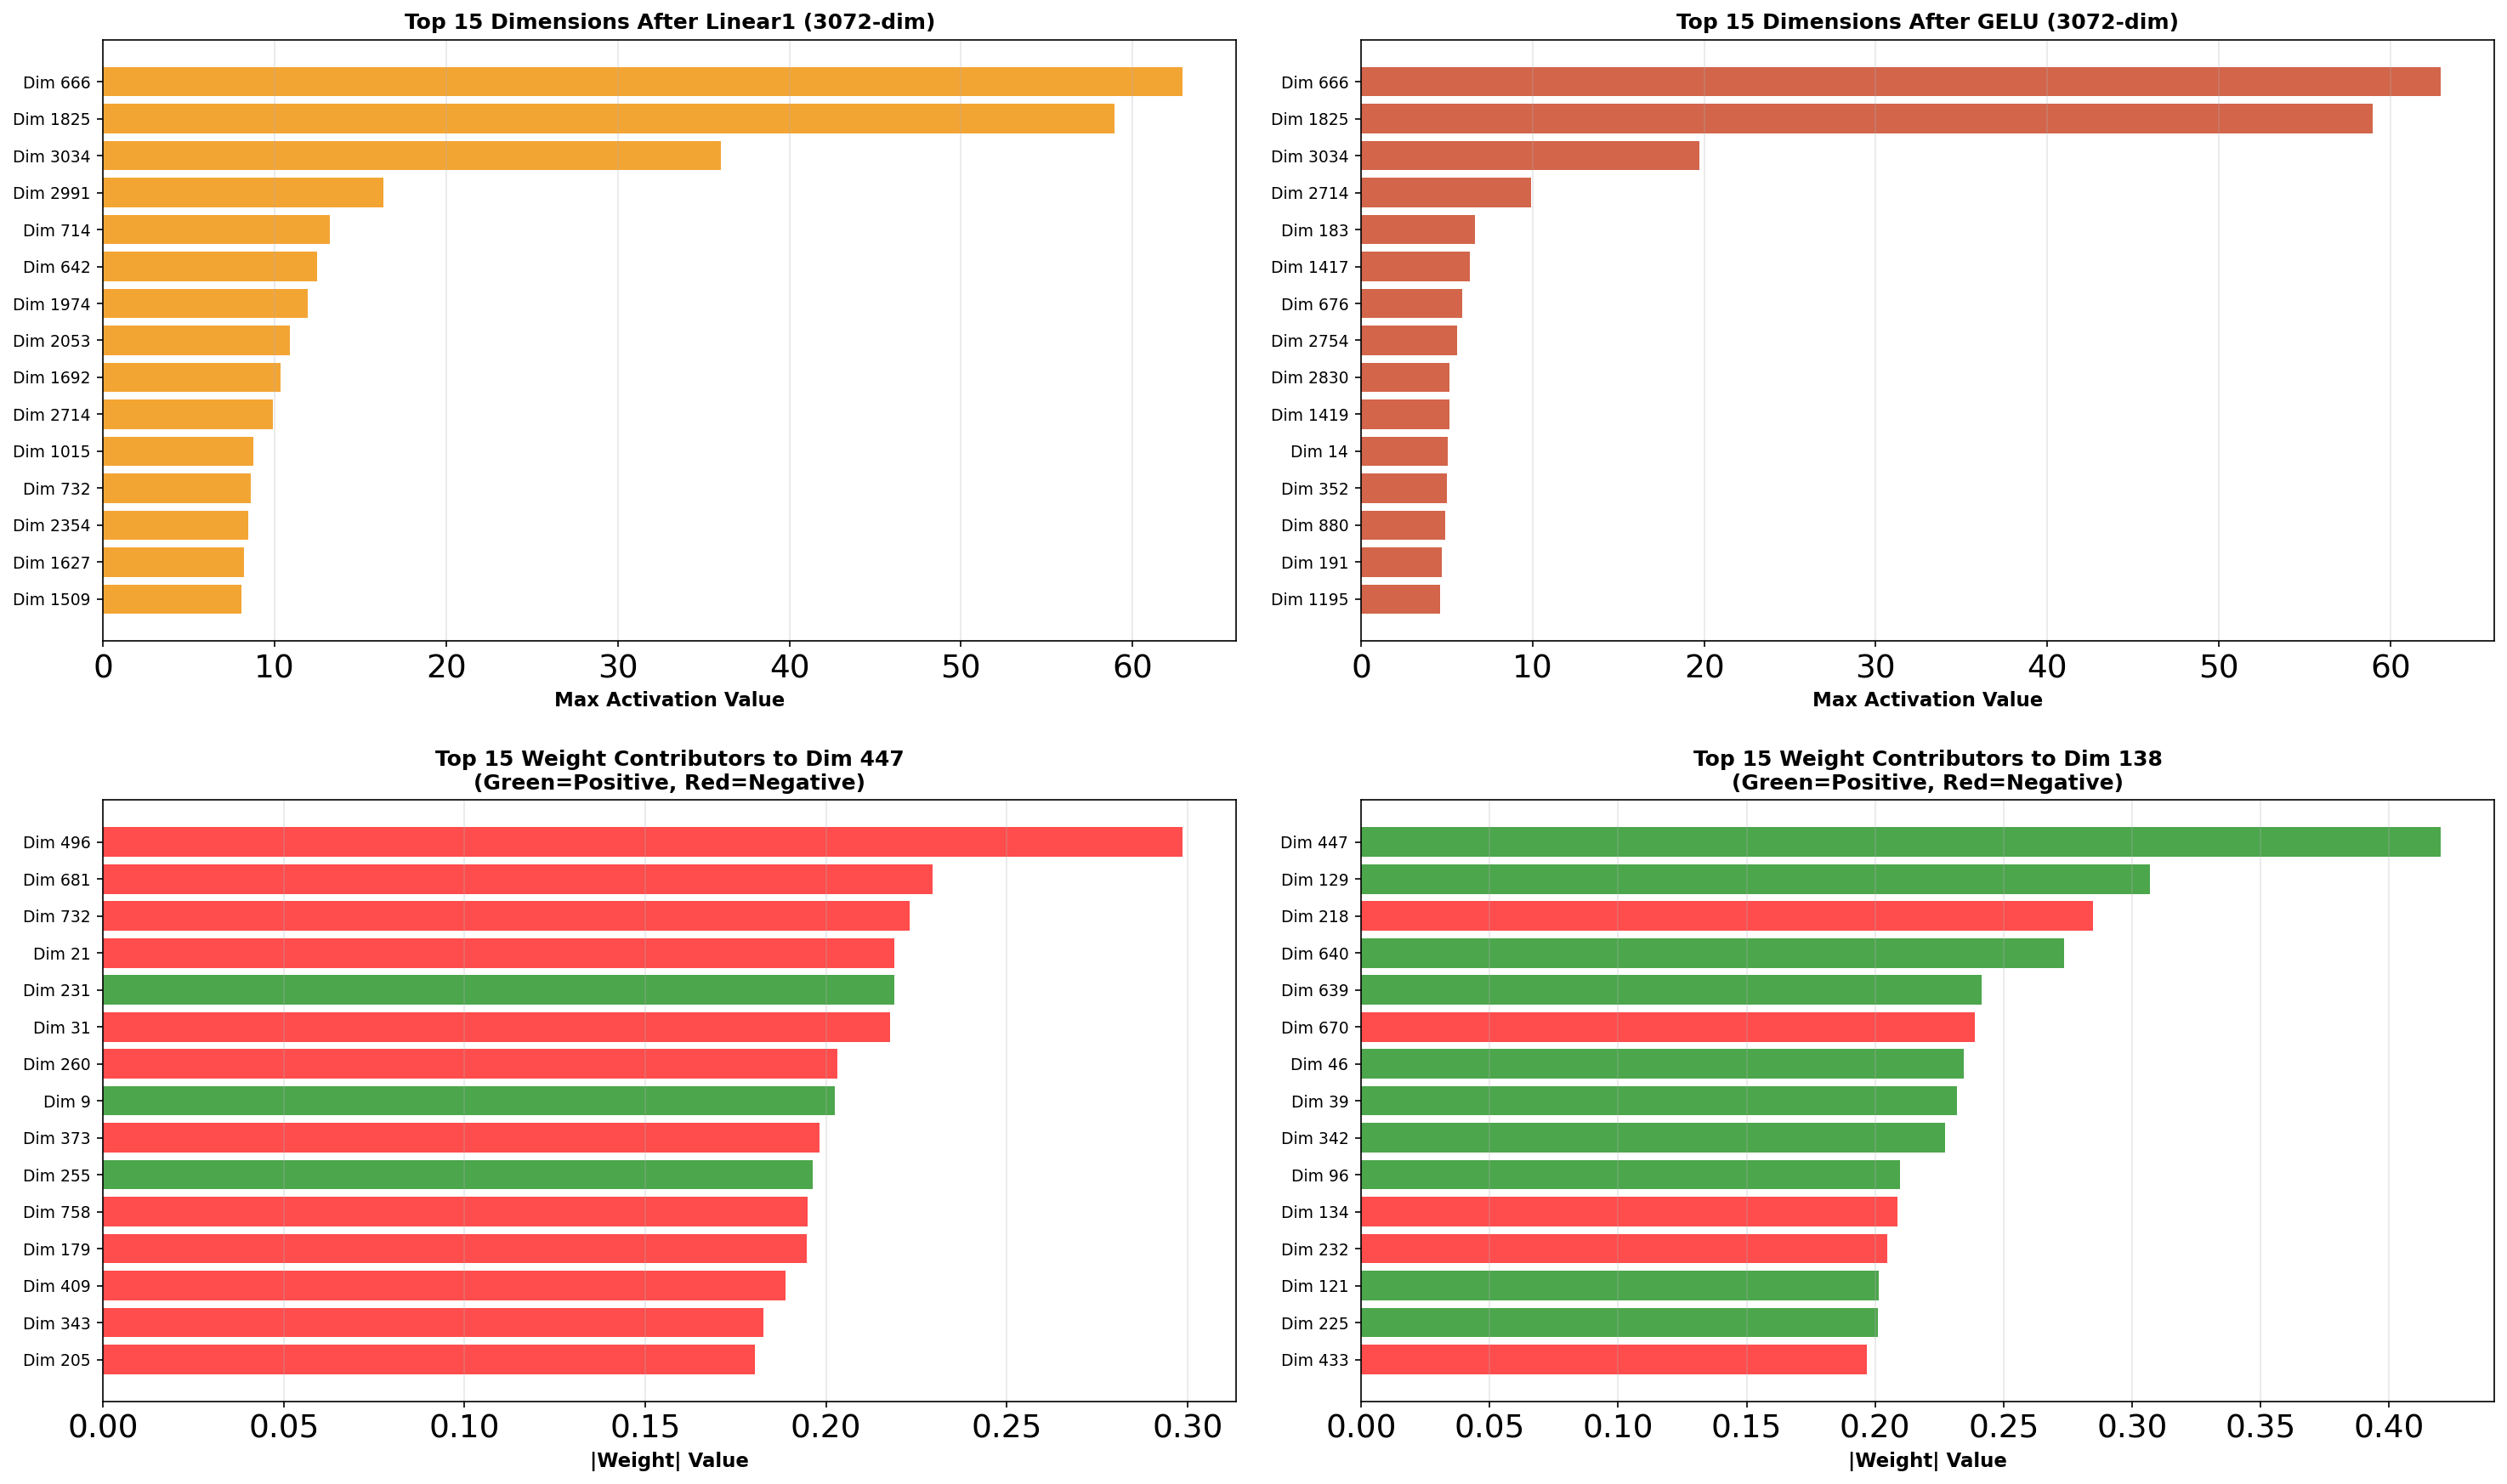 Top 15 Dimensions After Linear1 (3072-dim)
Dim 666
Dim 1825
Dim 3034
Dim 2991
Dim 714
Dim 642
Dim 1974
Dim 2053
Dim 1692
Dim 2714
Dim 1015
Dim 732
Dim 2354
Dim 1627
Dim 1509
0 10 20 30 40 50 60
Max Activation Value
Top 15 Dimensions After GELU (3072-dim)
Dim 666
Dim 1825
Dim 3034
Dim 2714
Dim 183
Dim 1417
Dim 676
Dim 2754
Dim 2830
Dim 1419
Dim 14
Dim 352
Dim 880
Dim 191
Dim 1195
0 10 20 30 40 50 60
Max Activation Value
Top 15 Weight Contributors to Dim 447
(Green=Positive, Red=Negative)
Dim 496
Dim 681
Dim 732
Dim 21
Dim 231
Dim 31
Dim 260
Dim 9
Dim 373
Dim 255
Dim 758
Dim 179
Dim 409
Dim 343
Dim 205
0.00 0.05 0.10 0.15 0.20 0.25 0.30
|Weight| Value
Top 15 Weight Contributors to Dim 138
(Green=Positive, Red=Negative)
Dim 447
Dim 129
Dim 218
Dim 640
Dim 639
Dim 670
Dim 46
Dim 39
Dim 342
Dim 96
Dim 134
Dim 232
Dim 121
Dim 225
Dim 433
0.00 0.05 0.10 0.15 0.20 0.25 0.30 0.35 0.40
|Weight| Value